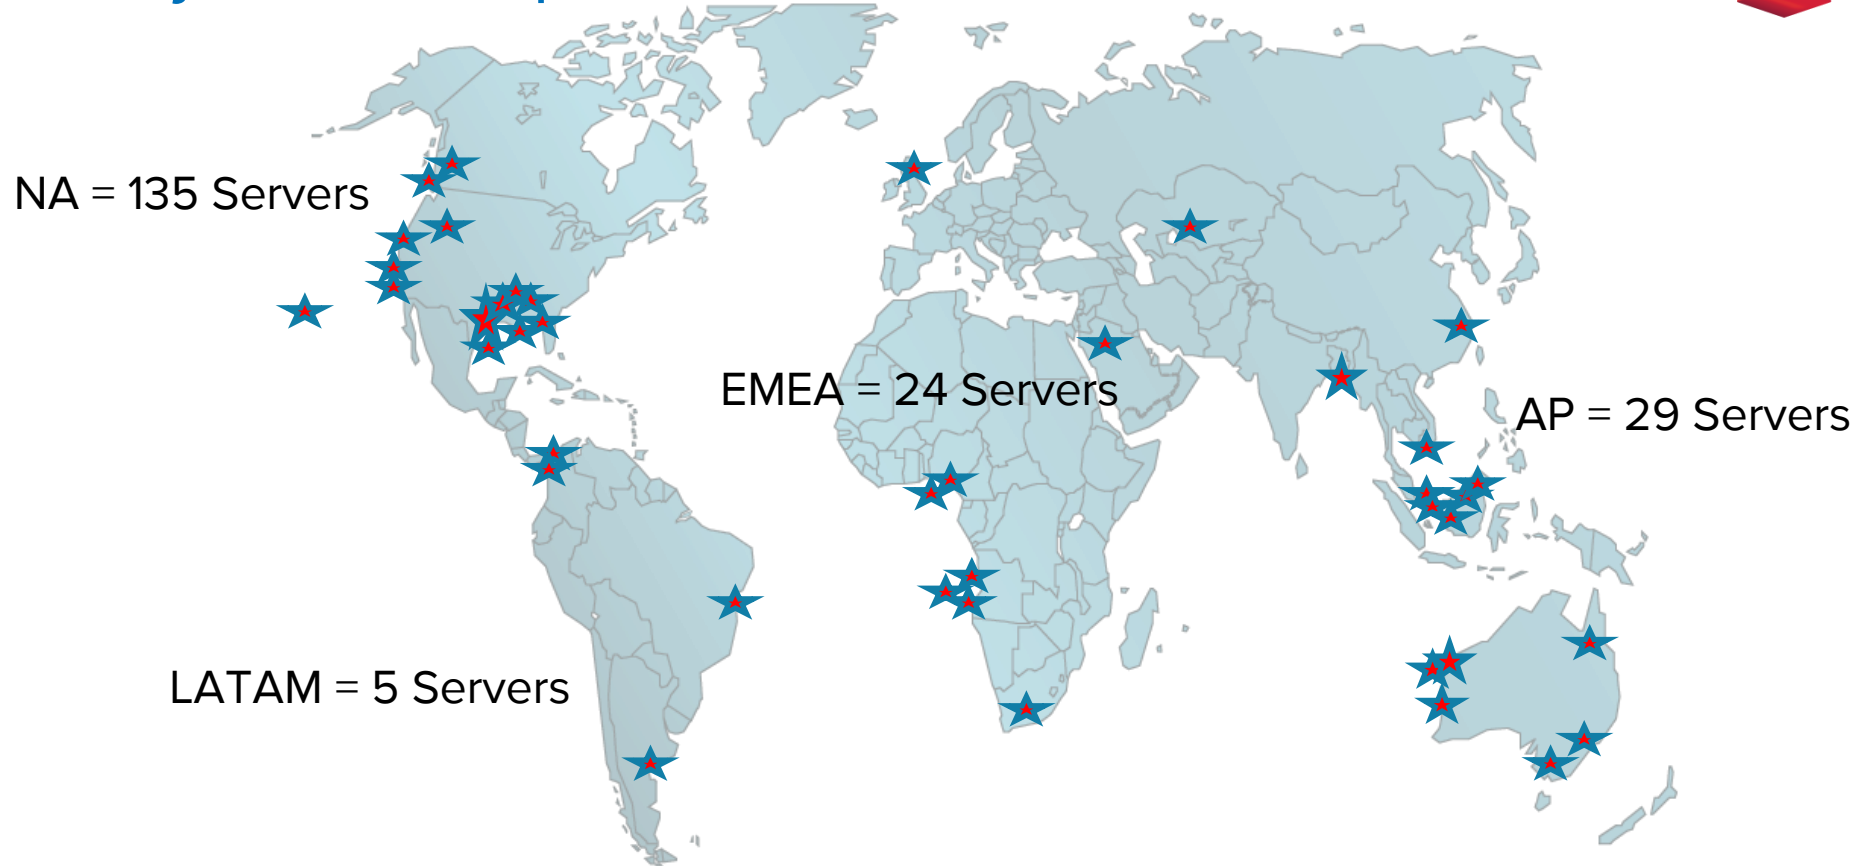 NA = 135 Servers
EMEA = 24 Servers
AP = 29 Servers
LATAM = 5 Servers